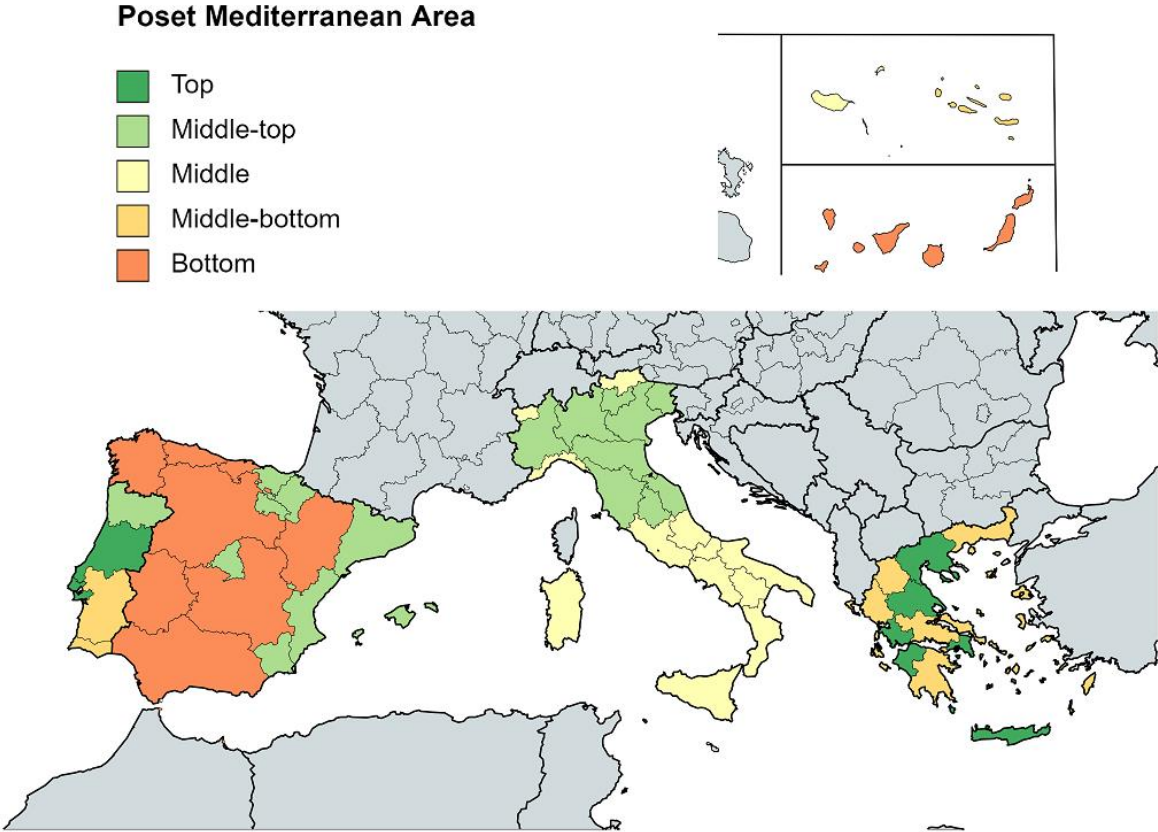 Poset Mediterranean Area
Top
Middle-top
Middle
Middle-bottom
Bottom